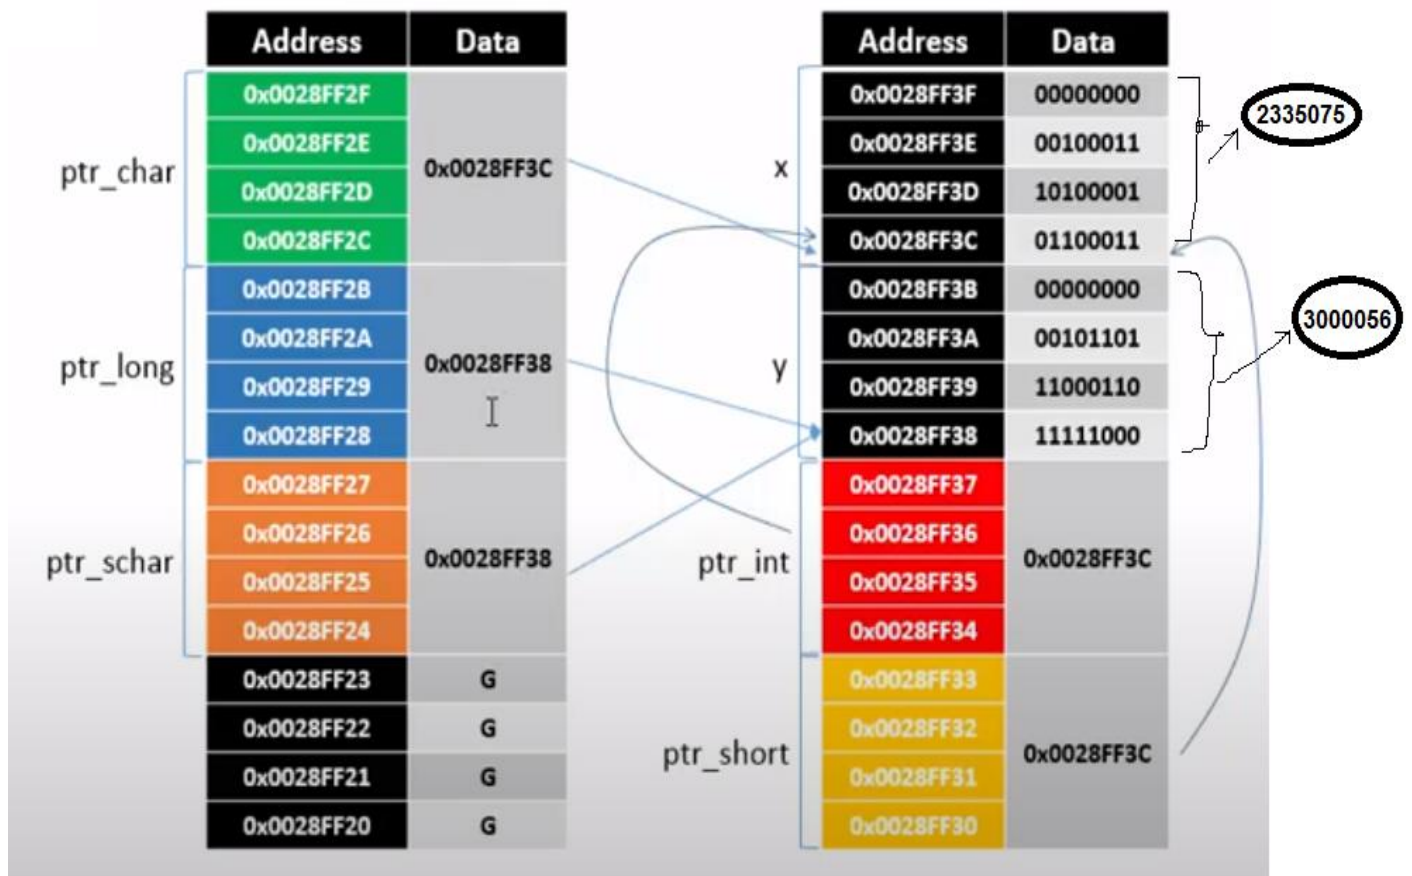 Address Data
0x0028FF2F
0x0028FF2E
0x0028FF2D
0x0028FF2C
ptr_char
0x0028FF3C
0x0028FF2B
0x0028FF2A
0x0028FF29
0x0028FF28
ptr_long
0x0028FF38
0x0028FF27
0x0028FF26
0x0028FF25
0x0028FF24
ptr_schar
0x0028FF38
0x0028FF23 G
0x0028FF22 G
0x0028FF21 G
0x0028FF20 G
Address Data
0x0028FF3F 00000000
0x0028FF3E 00100011
0x0028FF3D 10100001
0x0028FF3C 01100011
x
2335075
0x0028FF3B 00000000
0x0028FF3A 00101101
0x0028FF39 11000110
0x0028FF38 11111000
y
3000056
0x0028FF37
0x0028FF36
0x0028FF35
0x0028FF34
ptr_int
0x0028FF3C
0x0028FF33
0x0028FF32
0x0028FF31
0x0028FF30
ptr_short
0x0028FF3C